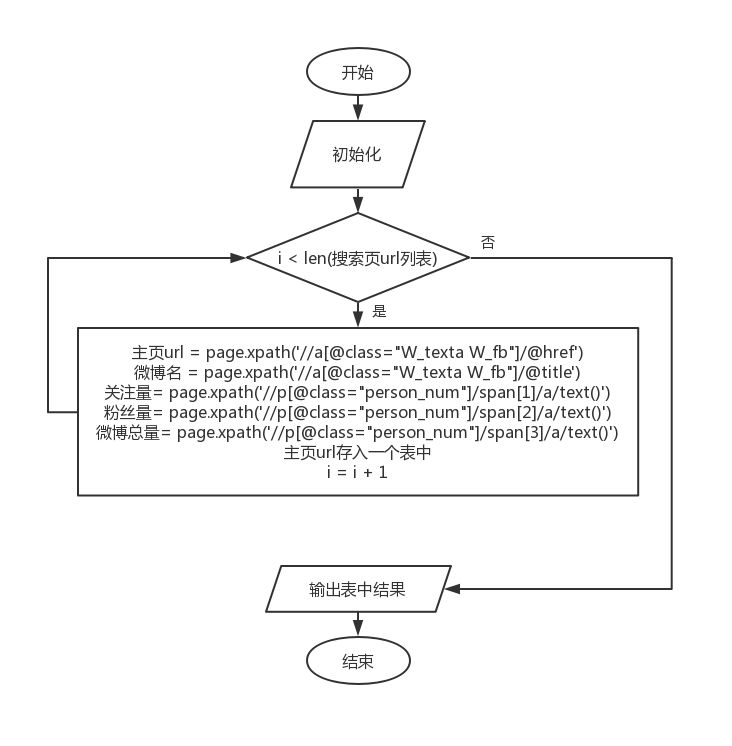 开始
初始化
i < len(搜索页url列表)
否
是
主页url = page.xpath('//a[@class="W_texta W_fb"]/@href')
微博名 = page.xpath('//a[@class="W_texta W_fb"]/@title')
关注量= page.xpath('//p[@class="person_num"]/span[1]/a/text()')
粉丝量= page.xpath('//p[@class="person_num"]/span[2]/a/text()')
微博总量= page.xpath('//p[@class="person_num"]/span[3]/a/text()')
主页url存入一个表中
i = i + 1
输出表中结果
结束